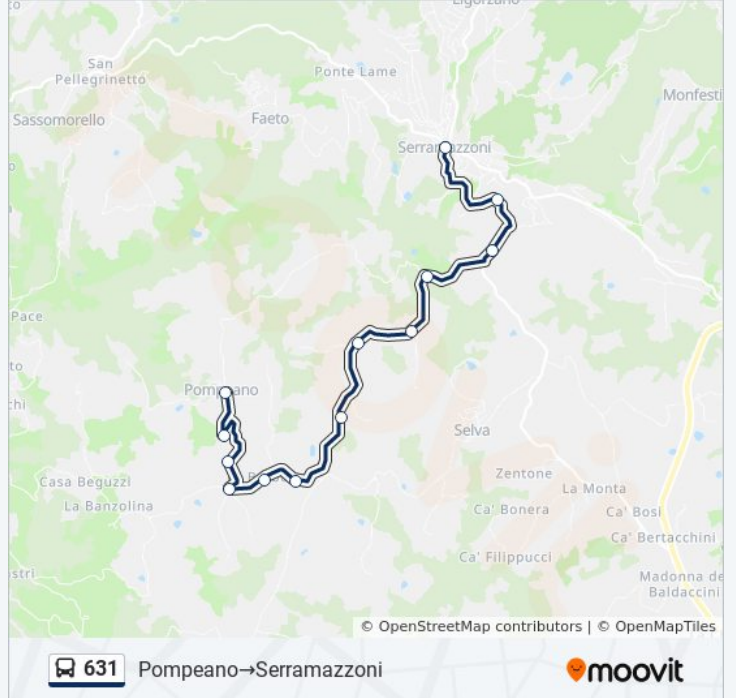 Ligorzano
San
Pellegrinetto
Ponte Lame
Monfesti
Sassomorello
Faeto
Serramazzoni
Pace
Pompeano
Selva
Casa Beguzzi
La Banzolina
Zentone
La Monta
Ca' Bonera
Ca' Bosi
Ca' Bertacchini
Ca' Filippucci
Madonna de
Baldaccini
© OpenStreetMap contributors | © OpenMapTiles
631 Pompeano→Serramazzoni
moovit